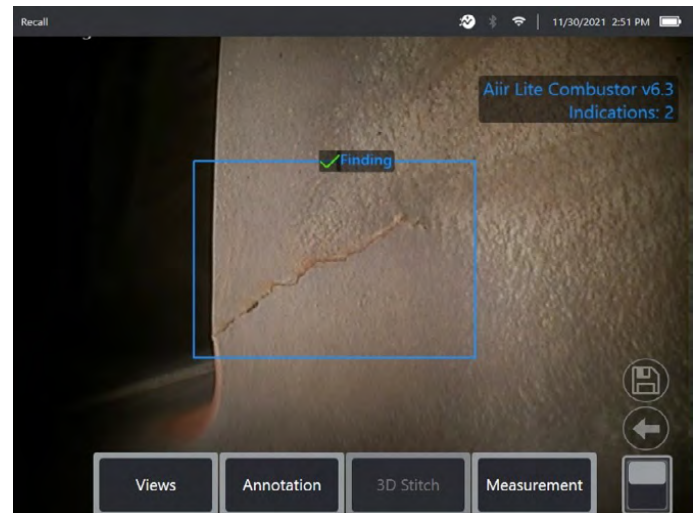 Recall
11/30/2021 2:51 PM
Aiir Lite Combustor v6.3
Indications: 2
Finding
Views
Annotation
3D Stitch
Measurement